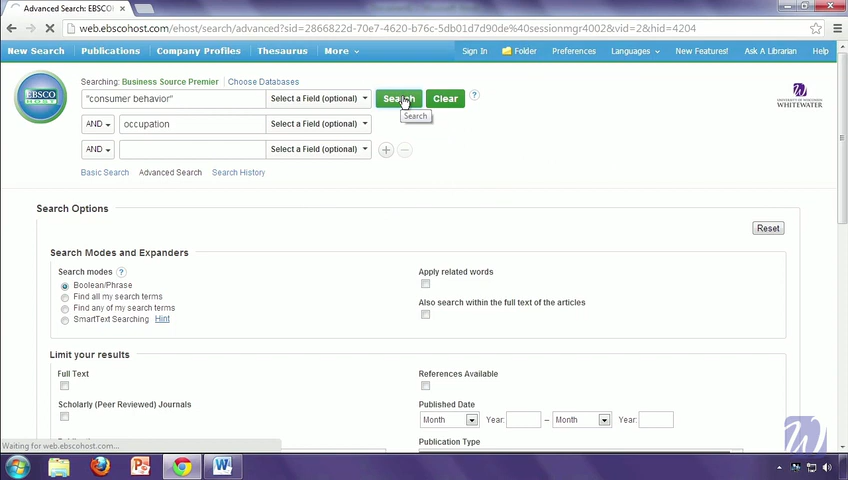 Advanced Search: EBSCO
web.ebscohost.com/ehost/search/advanced?sid=2866822d-70e7-4620-b76c-5db01d7d90de%40sessionmgr4002&vid=2&hid=4204
New Search Publications Company Profiles Thesaurus More Sign In Folder Preferences Languages New Features! Ask A Librarian Help
Searching: Business Source Premier Choose Databases
EBSCO HOST
"consumer behavior" Select a Field (optional) Search Clear ?
WHITEWATER
Search
AND occupation Select a Field (optional)
AND Select a Field (optional)
Basic Search Advanced Search Search History
Search Options
Reset
Search Modes and Expanders
Search modes ? Apply related words
Boolean/Phrase
Find all my search terms
Find any of my search terms Also search within the full text of the articles
SmartText Searching Hint
Limit your results
Full Text References Available
Scholarly (Peer Reviewed) Journals Published Date
Month Year: – Month Year:
Publication Type
Waiting for web.ebscohost.com...